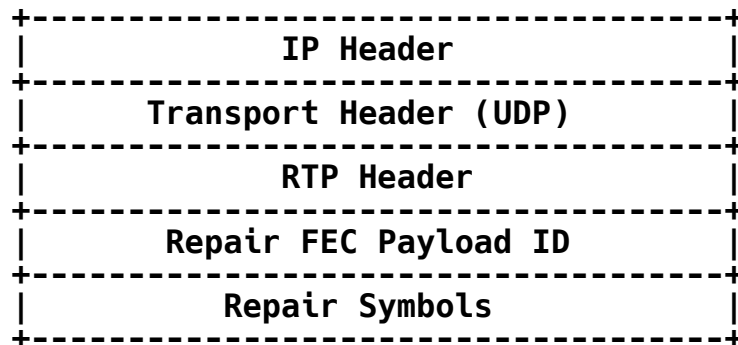 IP Header
Transport Header (UDP)
RTP Header
Repair FEC Payload ID
Repair Symbols